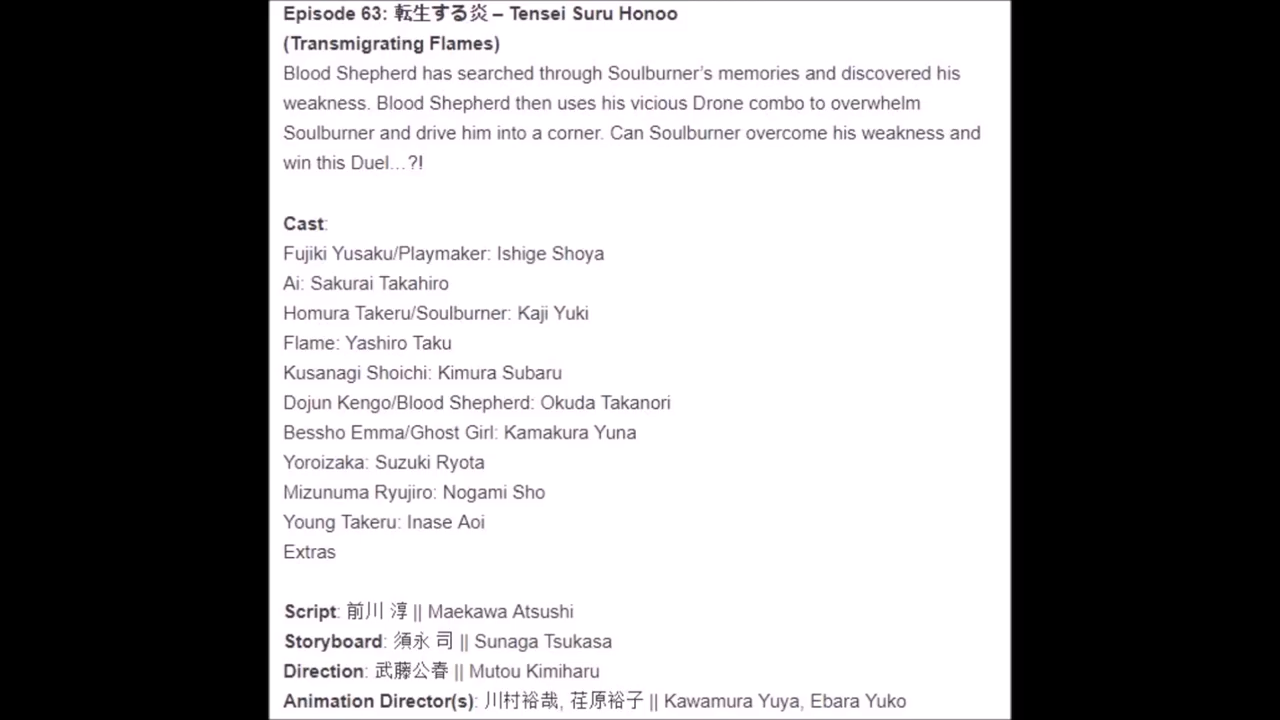 Episode 63: 転生する炎 – Tensei Suru Honoo
(Transmigrating Flames)
Blood Shepherd has searched through Soulburner’s memories and discovered his
weakness. Blood Shepherd then uses his vicious Drone combo to overwhelm
Soulburner and drive him into a corner. Can Soulburner overcome his weakness and
win this Duel…?!
Cast:
Fujiki Yusaku/Playmaker: Ishige Shoya
Ai: Sakurai Takahiro
Homura Takeru/Soulburner: Kaji Yuki
Flame: Yashiro Taku
Kusanagi Shoichi: Kimura Subaru
Dojun Kengo/Blood Shepherd: Okuda Takanori
Bessho Emma/Ghost Girl: Kamakura Yuna
Yoroizaka: Suzuki Ryota
Mizunuma Ryujiro: Nogami Sho
Young Takeru: Inase Aoi
Extras
Script: 前川 淳 || Maekawa Atsushi
Storyboard: 須永 司 || Sunaga Tsukasa
Direction: 武藤公春 || Mutou Kimiharu
Animation Director(s): 川村裕哉, 荏原裕子 || Kawamura Yuya, Ebara Yuko